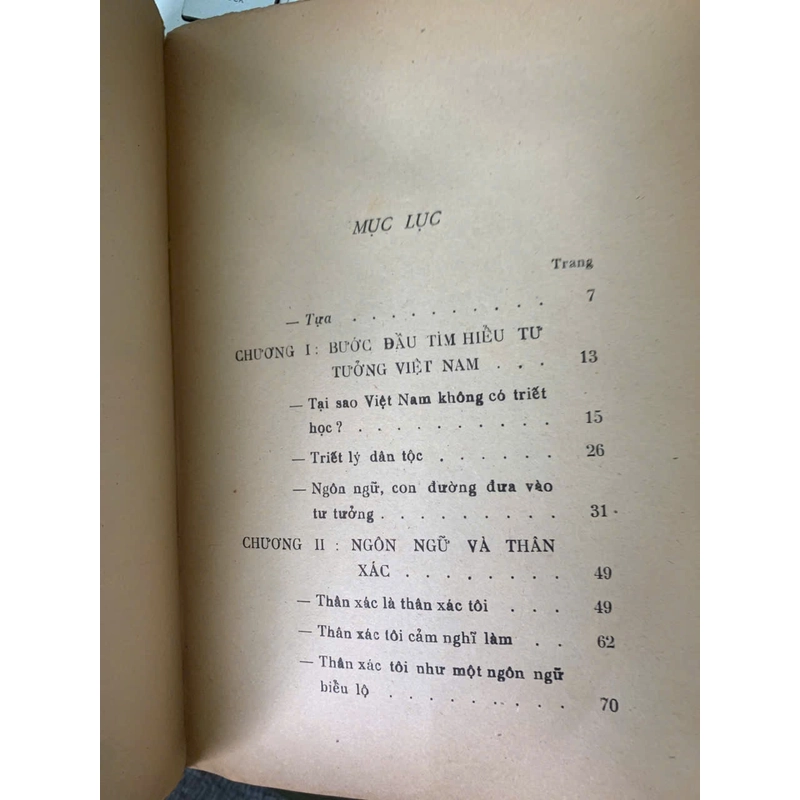 MỤC LỤC
Trang
— Tựa . . . . . . . . . . 7
CHƯƠNG I : BƯỚC ĐẦU TÌM HIỂU TƯ
TƯỞNG VIỆT NAM . . . 13
— Tại sao Việt Nam không có triết
học ? . . . . . . . . . . 15
— Triết lý dân tộc . . . . . . 26
— Ngôn ngữ, con đường đưa vào
tư tưởng . . . . . . . . . 31
CHƯƠNG II : NGÔN NGỮ VÀ THÂN
XÁC . . . . . . . . 49
— Thân xác là thân xác tôi . . . 49
— Thân xác tôi cảm nghĩ làm . . 62
— Thân xác tôi như một ngôn ngữ
biểu lộ . . . . . . . . . 70